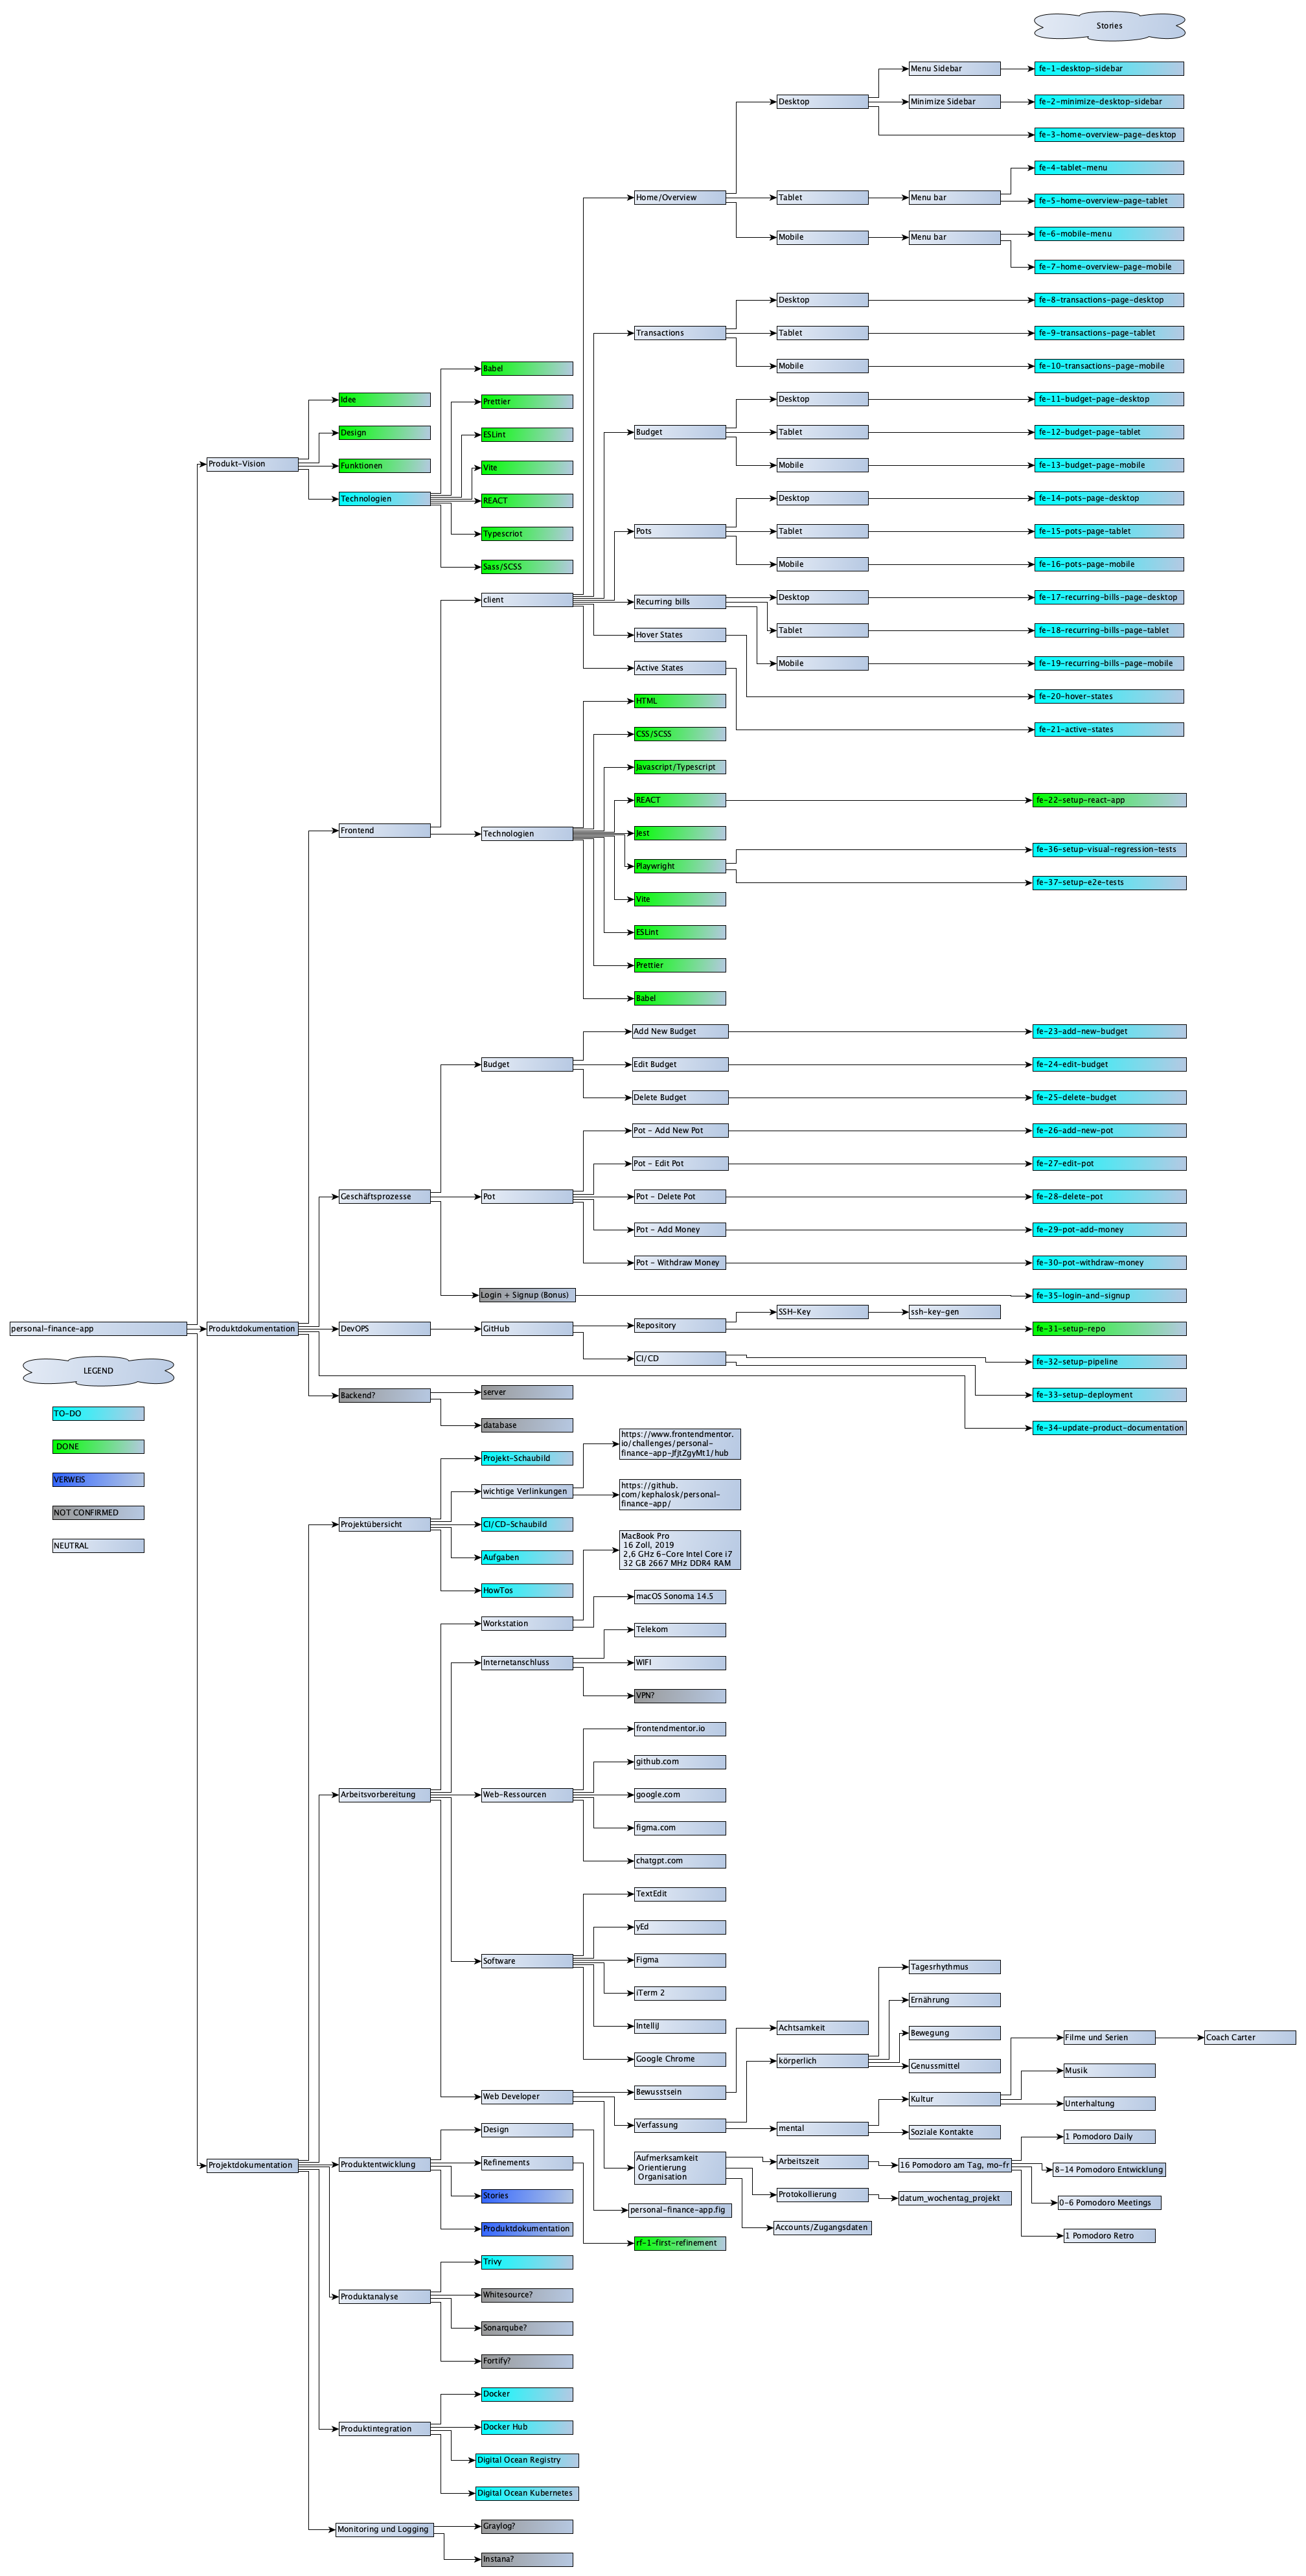 Stories
Menu Sidebar
fe-1-desktop-sidebar
Desktop
Minimize Sidebar
fe-2-minimize-desktop-sidebar
fe-3-home-overview-page-desktop
fe-4-tablet-menu
Home/Overview
Tablet
Menu bar
fe-5-home-overview-page-tablet
fe-6-mobile-menu
Mobile
Menu bar
fe-7-home-overview-page-mobile
Desktop
fe-8-transactions-page-desktop
Transactions
Tablet
fe-9-transactions-page-tablet
Mobile
fe-10-transactions-page-mobile
Babel
Idee
Desktop
fe-11-budget-page-desktop
Prettier
Design
ESLint
Budget
Tablet
fe-12-budget-page-tablet
Produkt-Vision
Funktionen
Vite
Mobile
fe-13-budget-page-mobile
Technologien
REACT
Desktop
fe-14-pots-page-desktop
Typescriot
Pots
Tablet
fe-15-pots-page-tablet
Sass/SCSS
Mobile
fe-16-pots-page-mobile
client
Recurring bills
Desktop
fe-17-recurring-bills-page-desktop
Hover States
Tablet
fe-18-recurring-bills-page-tablet
Active States
Mobile
fe-19-recurring-bills-page-mobile
HTML
fe-20-hover-states
CSS/SCSS
fe-21-active-states
Javascript/Typescript
REACT
fe-22-setup-react-app
Frontend
Technologien
Jest
fe-36-setup-visual-regression-tests
Playwright
fe-37-setup-e2e-tests
Vite
ESLint
Prettier
Babel
Add New Budget
fe-23-add-new-budget
Budget
Edit Budget
fe-24-edit-budget
Delete Budget
fe-25-delete-budget
Pot - Add New Pot
fe-26-add-new-pot
Pot - Edit Pot
fe-27-edit-pot
Geschäftsprozesse
Pot
Pot - Delete Pot
fe-28-delete-pot
Pot - Add Money
fe-29-pot-add-money
Pot - Withdraw Money
fe-30-pot-withdraw-money
Login + Signup (Bonus)
fe-35-login-and-signup
SSH-Key
ssh-key-gen
personal-finance-app
Produktdokumentation
DevOPS
GitHub
Repository
fe-31-setup-repo
CI/CD
fe-32-setup-pipeline
LEGEND
Backend?
server
fe-33-setup-deployment
TO-DO
database
fe-34-update-product-documentation
DONE
https://www.frontendmentor.
io/challenges/personal-
finance-app-JfjtZgyMt1/hub
Projekt-Schaubild
VERWEIS
wichtige Verlinkungen
https://github.
com/kephalosk/personal-
finance-app/
NOT CONFIRMED
Projektübersicht
CI/CD-Schaubild
NEUTRAL
MacBook Pro
16 Zoll, 2019
2,6 GHz 6-Core Intel Core i7
32 GB 2667 MHz DDR4 RAM
Aufgaben
HowTos
macOS Sonoma 14.5
Workstation
Telekom
Internetanschluss
WIFI
VPN?
frontendmentor.io
github.com
Arbeitsvorbereitung
Web-Ressourcen
google.com
figma.com
chatgpt.com
TextEdit
yEd
Software
Figma
Tagesrhythmus
iTerm 2
Ernährung
IntelliJ
Achtsamkeit
Bewegung
Filme und Serien
Coach Carter
Google Chrome
körperlich
Genussmittel
Musik
Web Developer
Bewusstsein
Kultur
Unterhaltung
Design
Verfassung
mental
Soziale Kontakte
1 Pomodoro Daily
Projektdokumentation
Produktentwicklung
Refinements
Aufmerksamkeit
Orientierung
Organisation
Arbeitszeit
16 Pomodoro am Tag, mo-fr
8-14 Pomodoro Entwicklung
Stories
Protokollierung
datum_wochentag_projekt
0-6 Pomodoro Meetings
personal-finance-app.fig
Produktdokumentation
Accounts/Zugangsdaten
1 Pomodoro Retro
rf-1-first-refinement
Trivy
Produktanalyse
Whitesource?
Sonarqube?
Fortify?
Docker
Produktintegration
Docker Hub
Digital Ocean Registry
Digital Ocean Kubernetes
Monitoring und Logging
Graylog?
Instana?